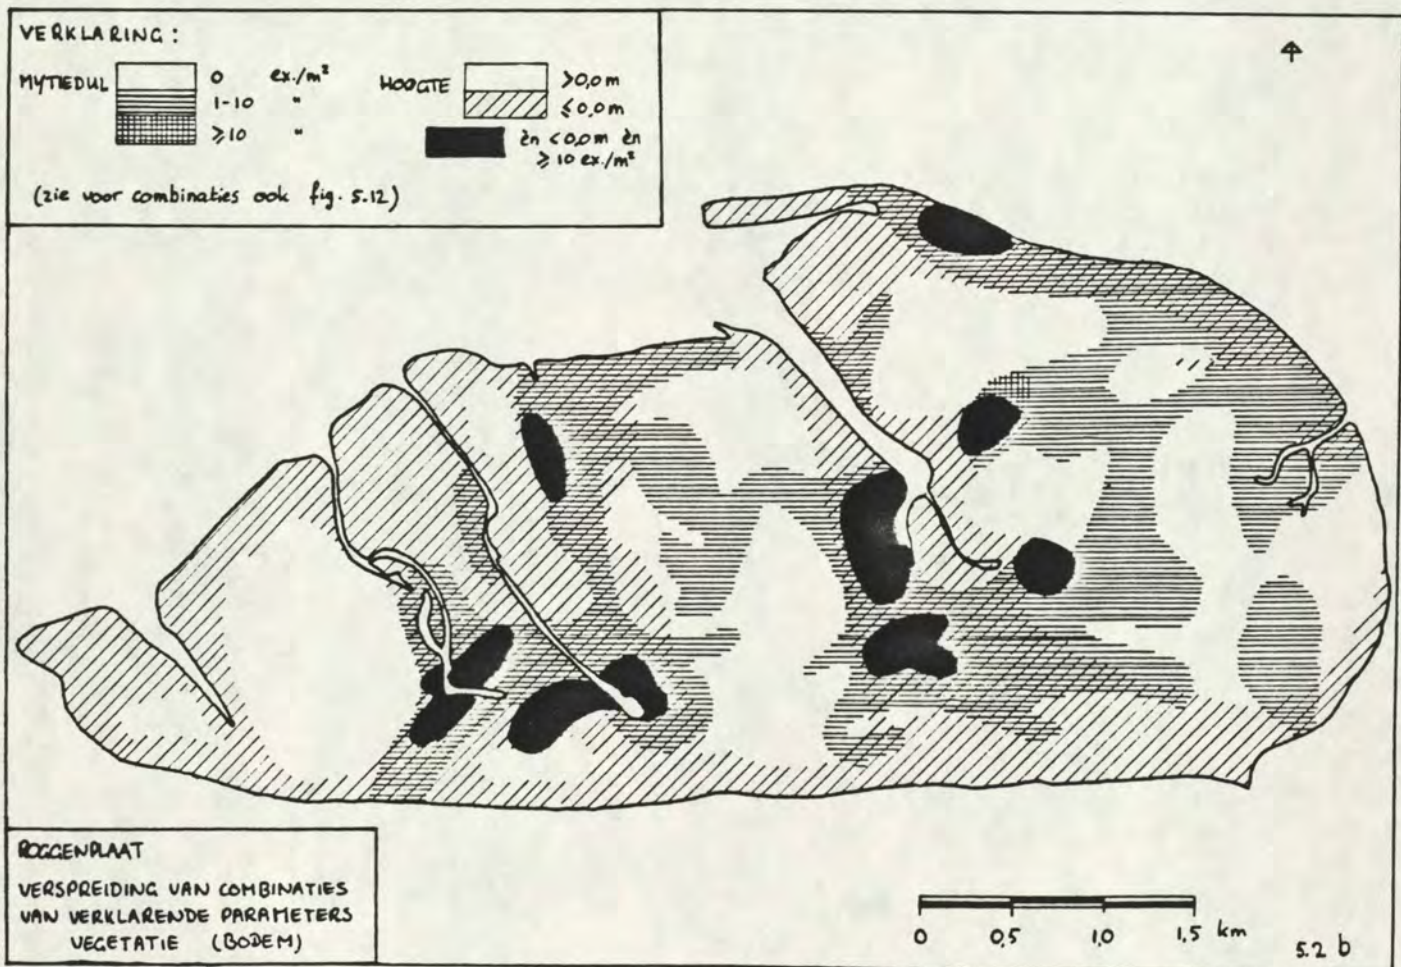 VERKLARING:
MYTIEDUL
0 ex./m²
1-10 "
≥10 "
HOOGTE
>0,0 m
≤0,0 m
èn <0,0 m èn
≥ 10 ex./m²
(zie voor combinaties ook fig. 5.12)
ROGGENPLAAT
VERSPREIDING VAN COMBINATIES
VAN VERKLARENDE PARAMETERS
VEGETATIE (BODEM)
0 0,5 1,0 1,5 km
5.2 b